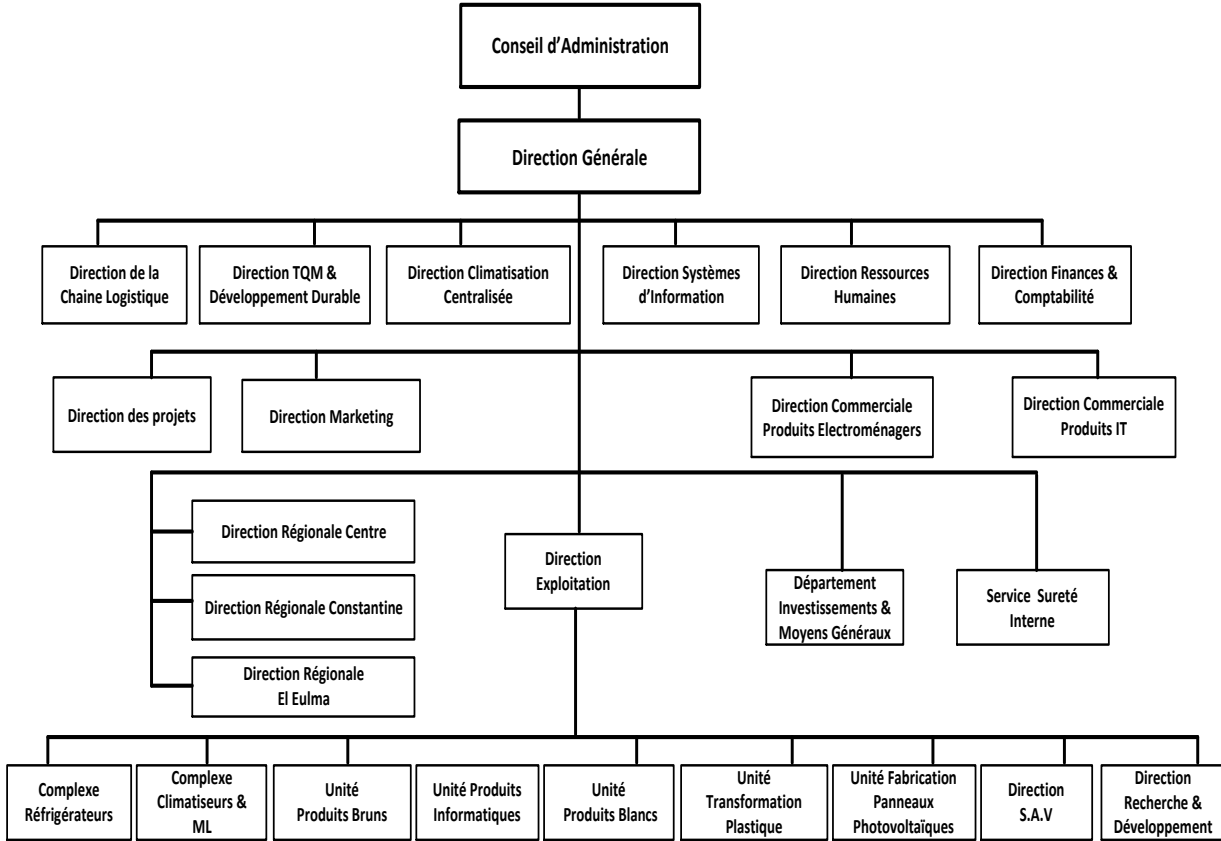 Conseil d'Administration
Direction Générale
Direction de la
Chaine Logistique
Direction TQM &
Développement Durable
Direction Climatisation
Centralisée
Direction Systèmes
d'Information
Direction Ressources
Humaines
Direction Finances &
Comptabilité
Direction des projets
Direction Marketing
Direction Commerciale
Produits Electroménagers
Direction Commerciale
Produits IT
Direction Régionale Centre
Direction Régionale Constantine
Direction Régionale
El Eulma
Direction
Exploitation
Département
Investissements &
Moyens Généraux
Service Sureté
Interne
Complexe
Réfrigérateurs
Complexe
Climatiseurs &
ML
Unité
Produits Bruns
Unité Produits
Informatiques
Unité
Produits Blancs
Unité
Transformation
Plastique
Unité Fabrication
Panneaux
Photovoltaïques
Direction
S.A.V
Direction
Recherche &
Développement